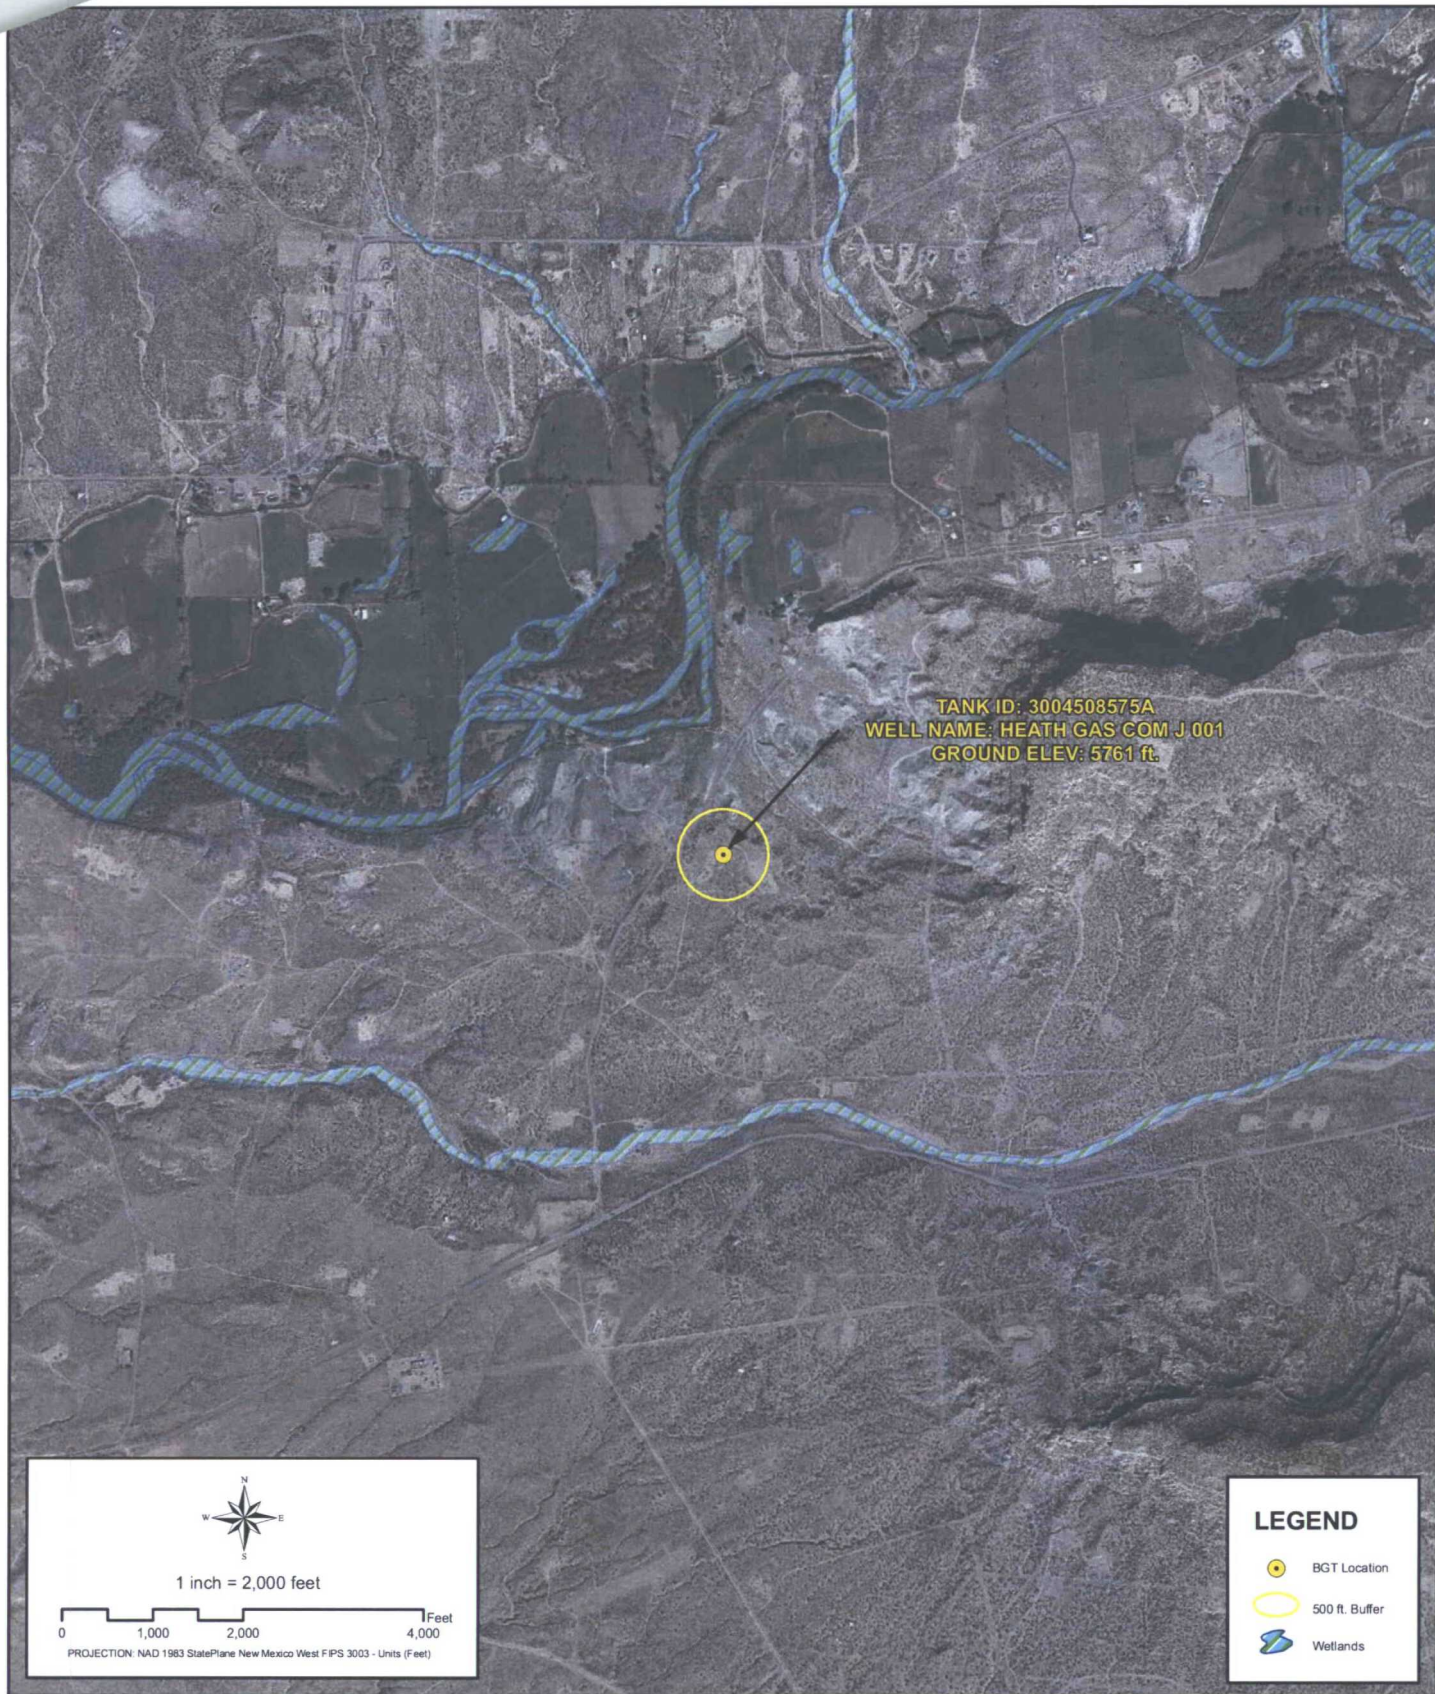 TANK ID: 3004508575A
WELL NAME: HEATH GAS COM J 001
GROUND ELEV: 5761 ft.
N
W E
S
1 inch = 2,000 feet
Feet
0 1,000 2,000 4,000
PROJECTION: NAD 1983 StatePlane New Mexico West FIPS 3003 - Units (Feet)
LEGEND
BGT Location
500 ft. Buffer
Wetlands